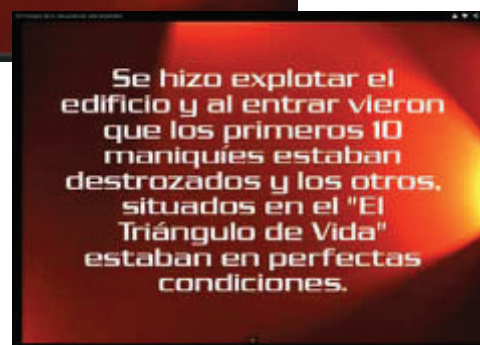 Se hizo explotar el
edificio y al entrar vieron
que los primeros 10
maniquíes estaban
destrozados y los otros,
situados en el "El
Triángulo de Vida"
estaban en perfectas
condiciones.